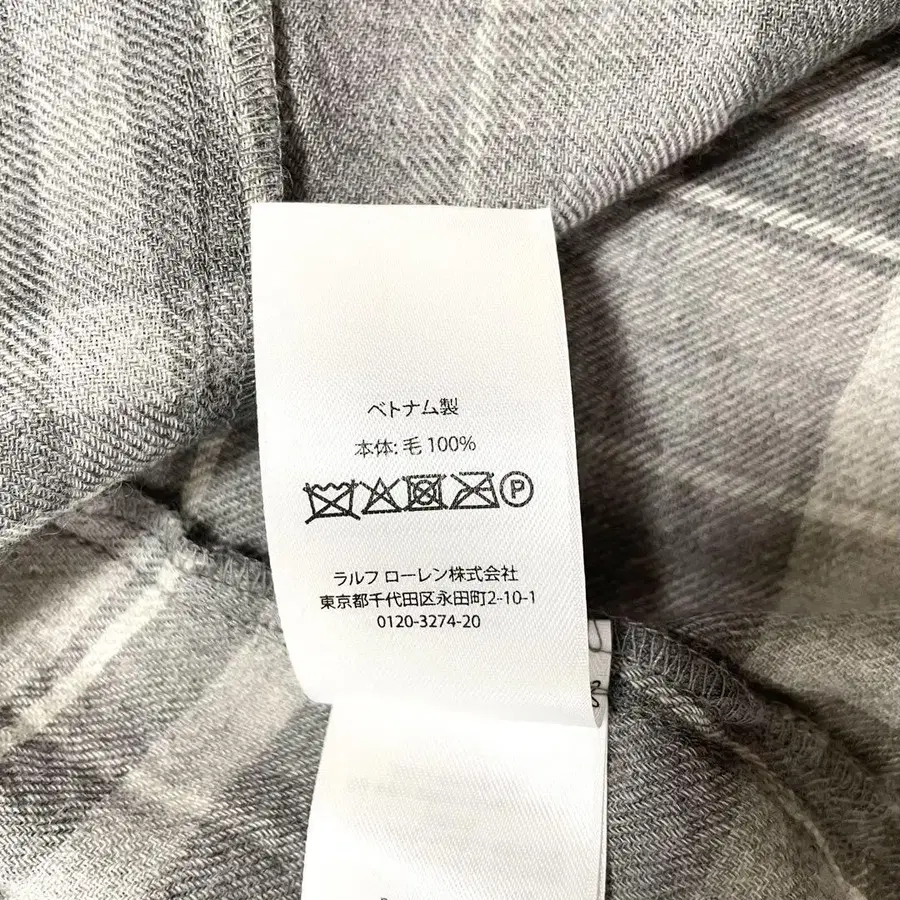 ベトナム製
本体: 毛 100%
P
ラルフ ローレン株式会社
東京都千代田区永田町2-10-1
0120-3274-20